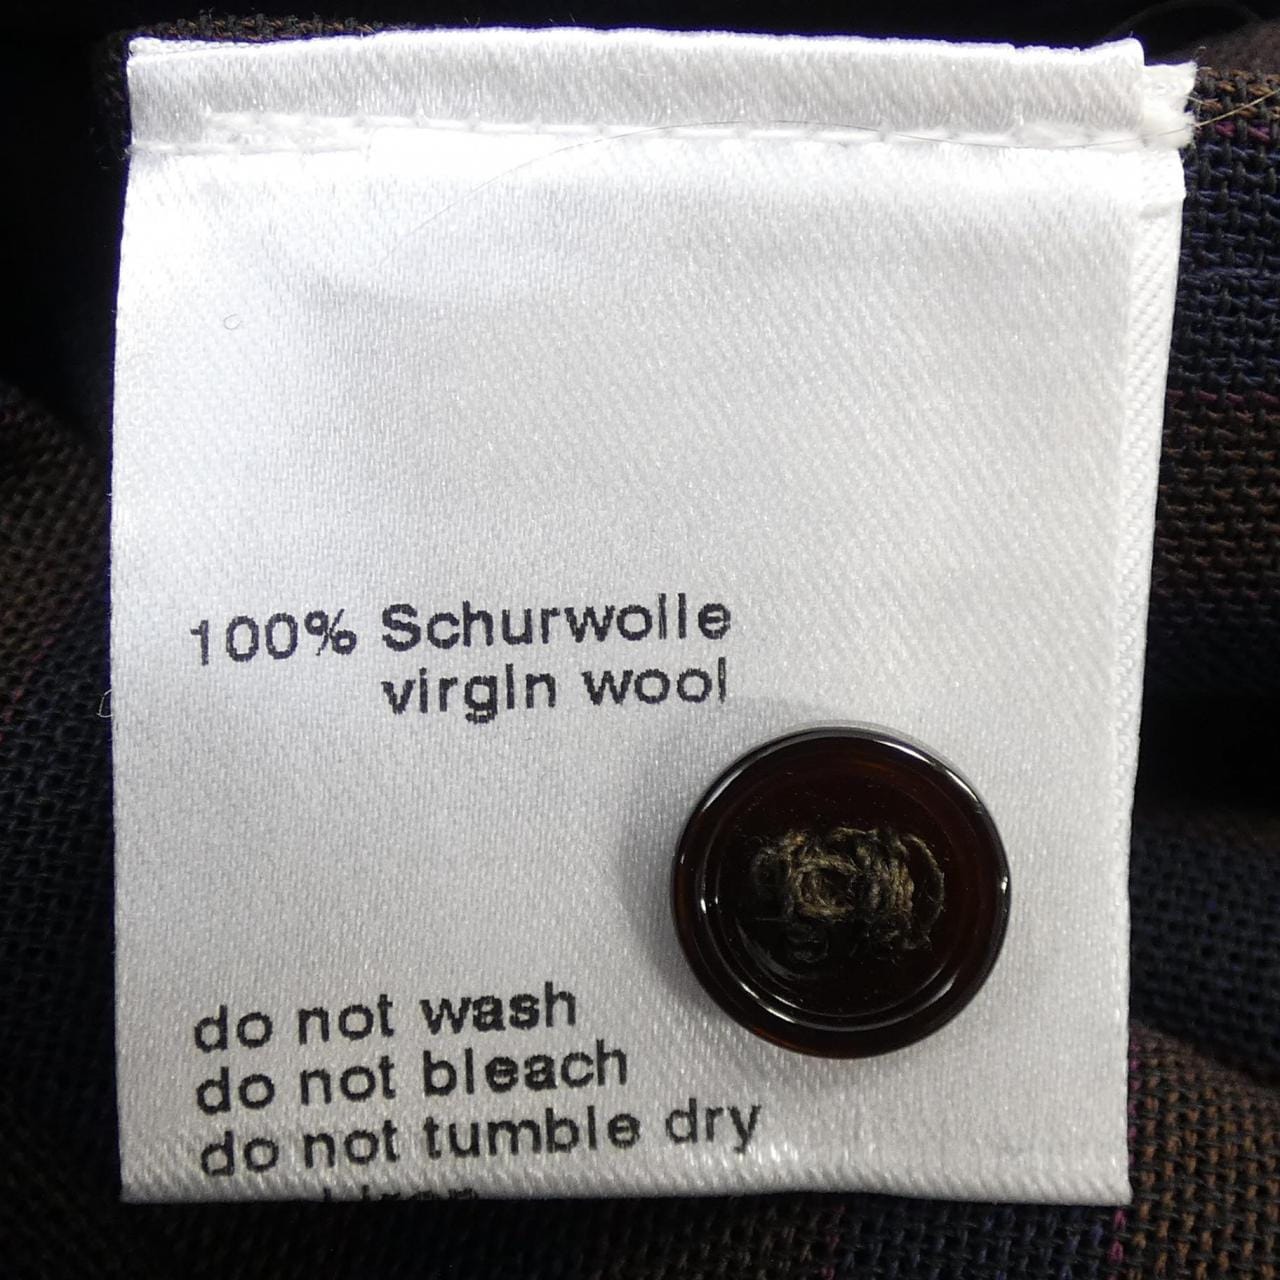 100% Schurwolle
virgin wool
do not wash
do not bleach
do not tumble dry